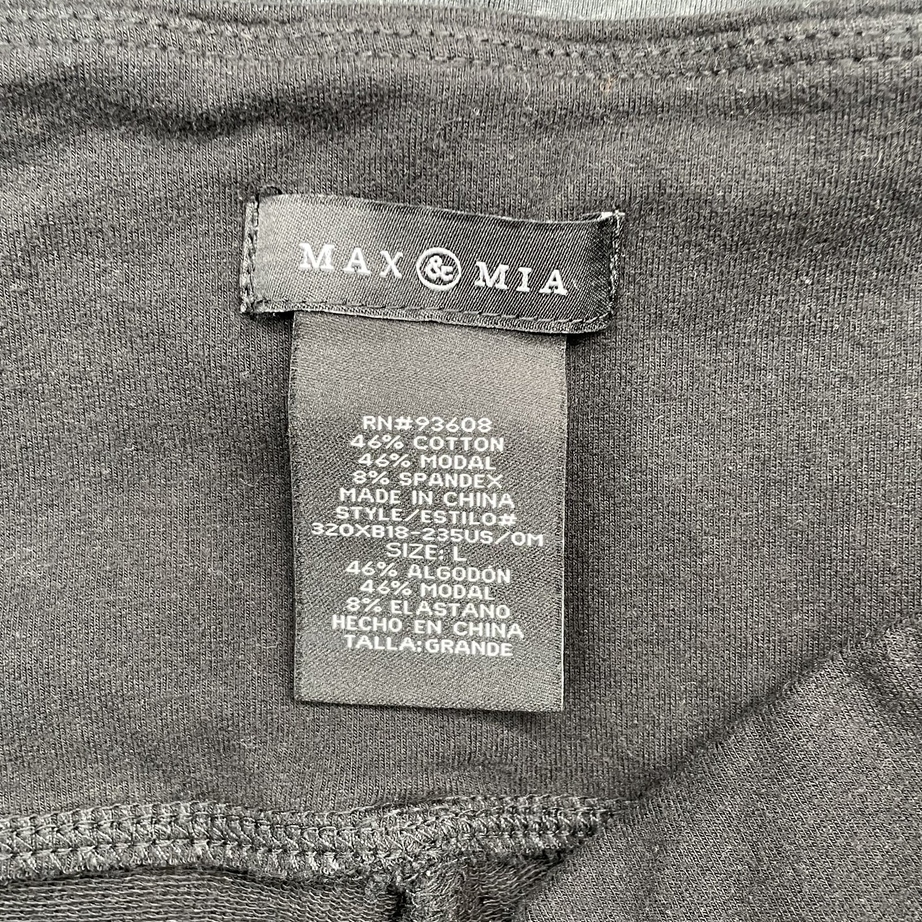 MAX & MIA
RN#93608
46% COTTON
46% MODAL
8% SPANDEX
MADE IN CHINA
STYLE/ESTILO#
320XB18-235US/OM
SIZE: L
46% ALGODÓN
46% MODAL
8% ELASTANO
HECHO EN CHINA
TALLA:GRANDE